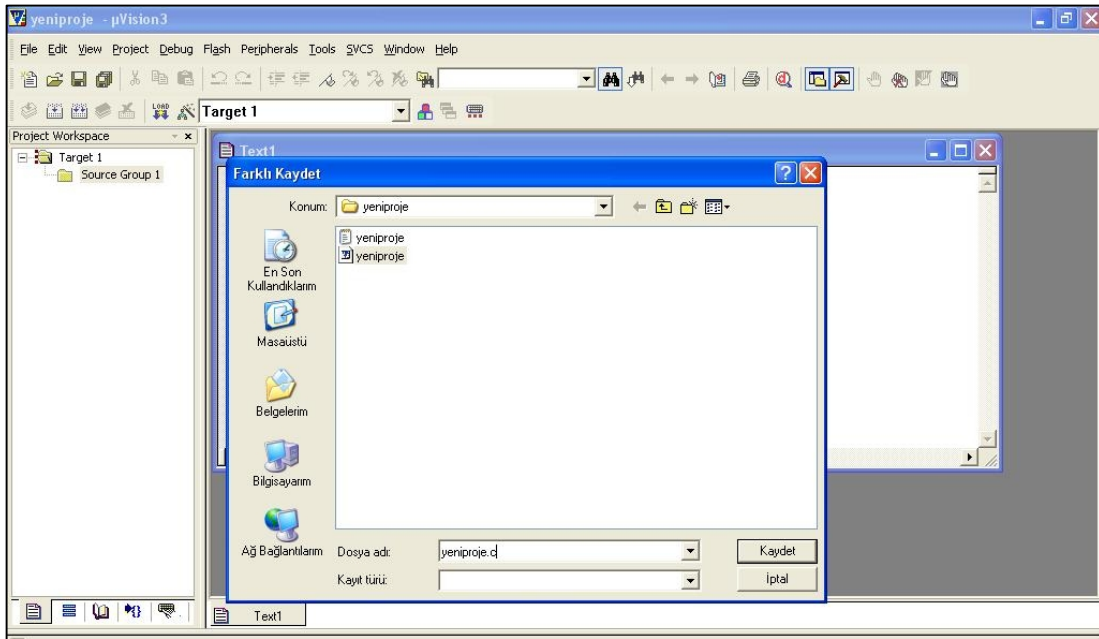 yeniproje - µVision3
File Edit View Project Debug Flash Peripherals Tools SVCS Window Help
LOAD
Target 1
Project Workspace
Target 1
Source Group 1
Text1
Farklı Kaydet
Konum: yeniproje
yeniproje
yeniproje
En Son
Kullandıklarım
Masaüstü
Belgelerim
Bilgisayarım
Ağ Bağlantılarım
Dosya adı: yeniproje.c
Kaydet
Kayıt türü:
İptal
Text1